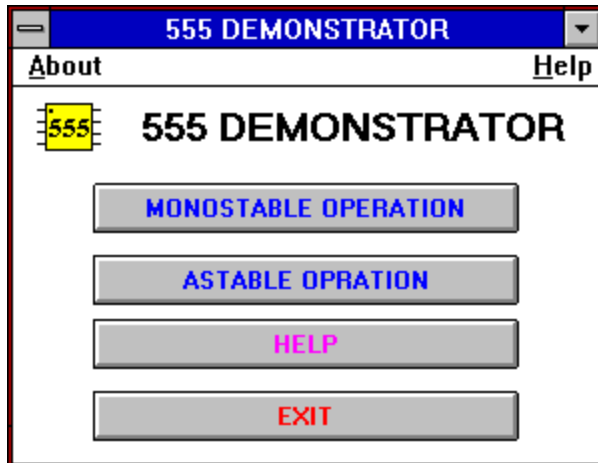 555 DEMONSTRATOR
About Help
555 555 DEMONSTRATOR
MONOSTABLE OPERATION
ASTABLE OPRATION
HELP
EXIT